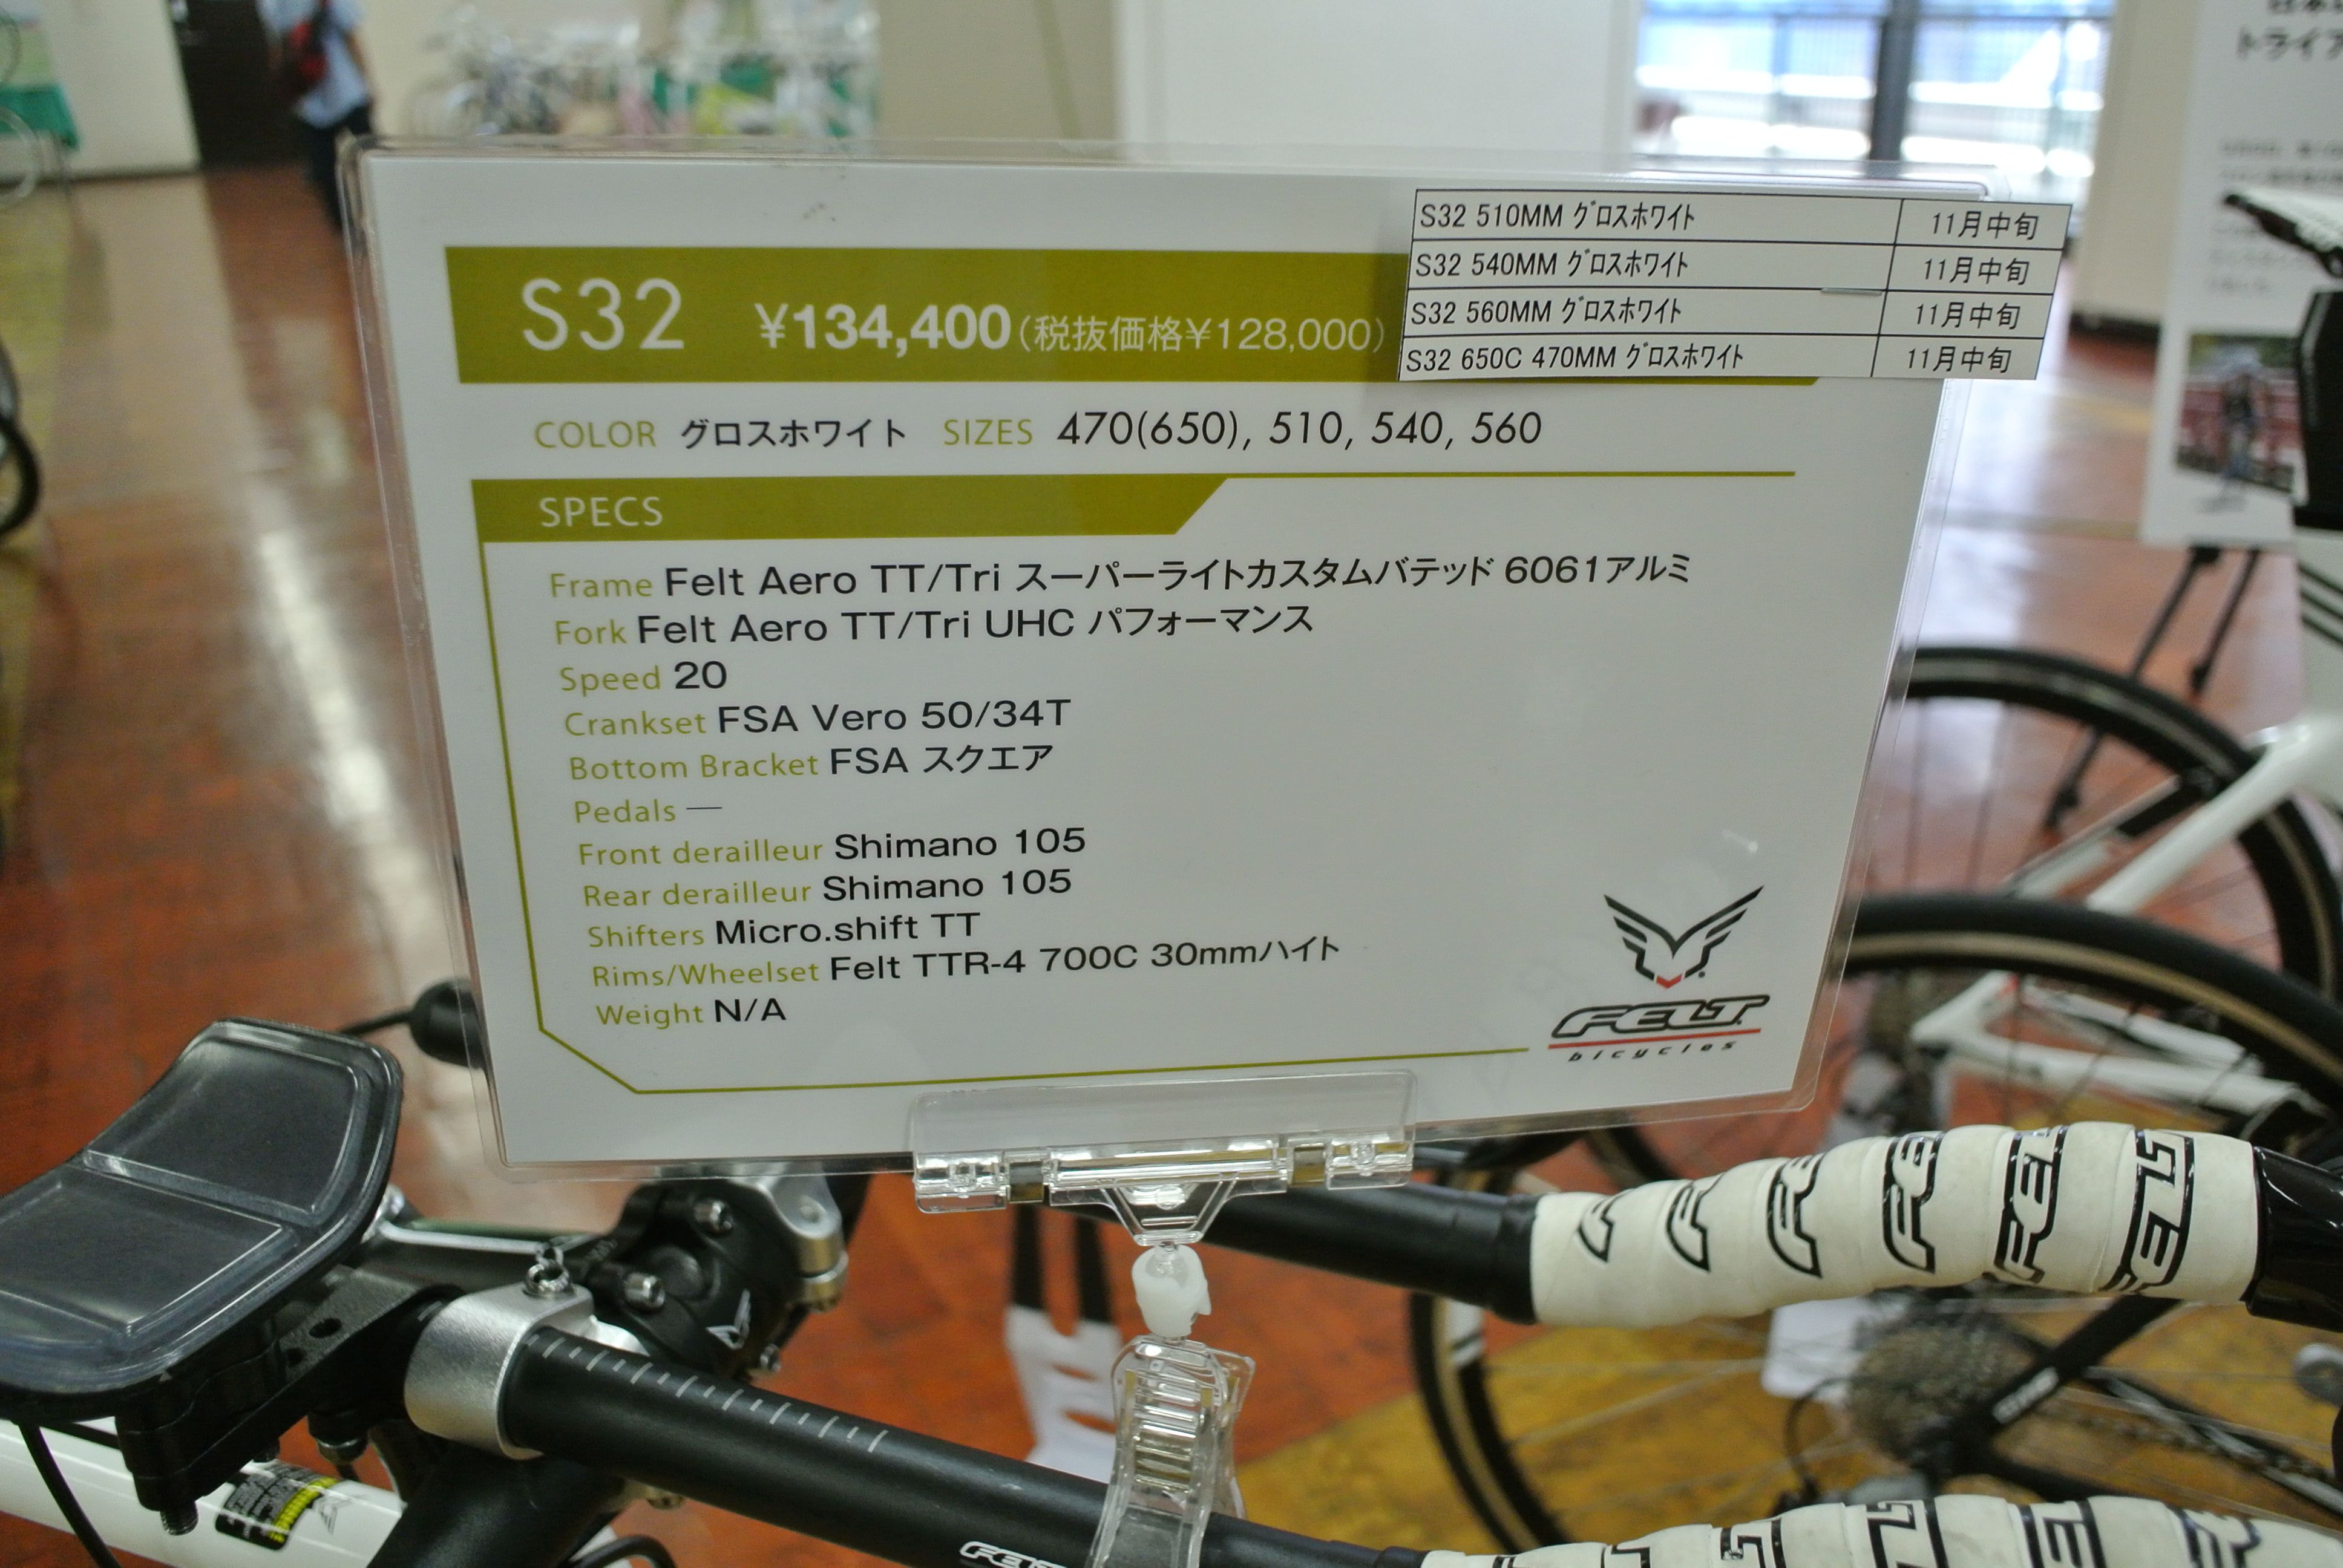 S32 ¥134,400(税抜価格¥128,000)
S32 510MM グロスホワイト 11月中旬
S32 540MM グロスホワイト 11月中旬
S32 560MM グロスホワイト 11月中旬
S32 650C 470MM グロスホワイト 11月中旬
COLOR グロスホワイト SIZES 470(650), 510, 540, 560
SPECS
Frame Felt Aero TT/Tri スーパーライトカスタムバテッド 6061アルミ
Fork Felt Aero TT/Tri UHC パフォーマンス
Speed 20
Crankset FSA Vero 50/34T
Bottom Bracket FSA スクエア
Pedals —
Front derailleur Shimano 105
Rear derailleur Shimano 105
Shifters Micro.shift TT
Rims/Wheelset Felt TTR-4 700C 30mmハイト
Weight N/A
FELT
bicycles
FELT